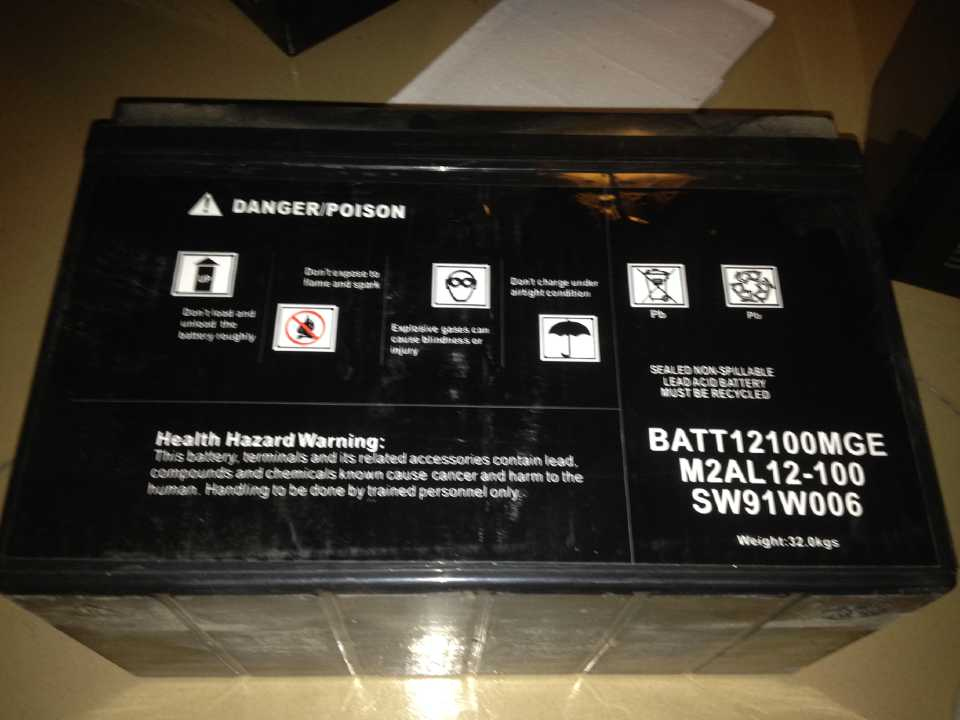 DANGER/POISON
UP
Don't load and
unload the
battery roughly
Don't expose to
flame and spark
Explosive gases can
cause blindness or
injury
Don't charge under
airtight condition
Pb
Pb
SEALED NON-SPILLABLE
LEAD ACID BATTERY
MUST BE RECYCLED
BATT12100MGE
M2AL12-100
SW91W006
Weight:32.0kgs
Health Hazard Warning:
This battery, terminals and its related accessories contain lead,
compounds and chemicals known cause cancer and harm to the
human. Handling to be done by trained personnel only.